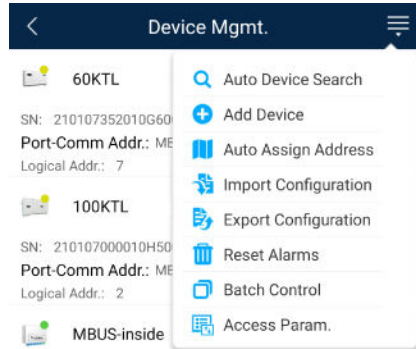 Device Mgmt.
60KTL
SN: 210107352010G60
Port-Comm Addr.: ME
Logical Addr.: 7
100KTL
SN: 210107000010H50
Port-Comm Addr.: ME
Logical Addr.: 2
MBUS-inside
Auto Device Search
Add Device
Auto Assign Address
Import Configuration
Export Configuration
Reset Alarms
Batch Control
Access Param.